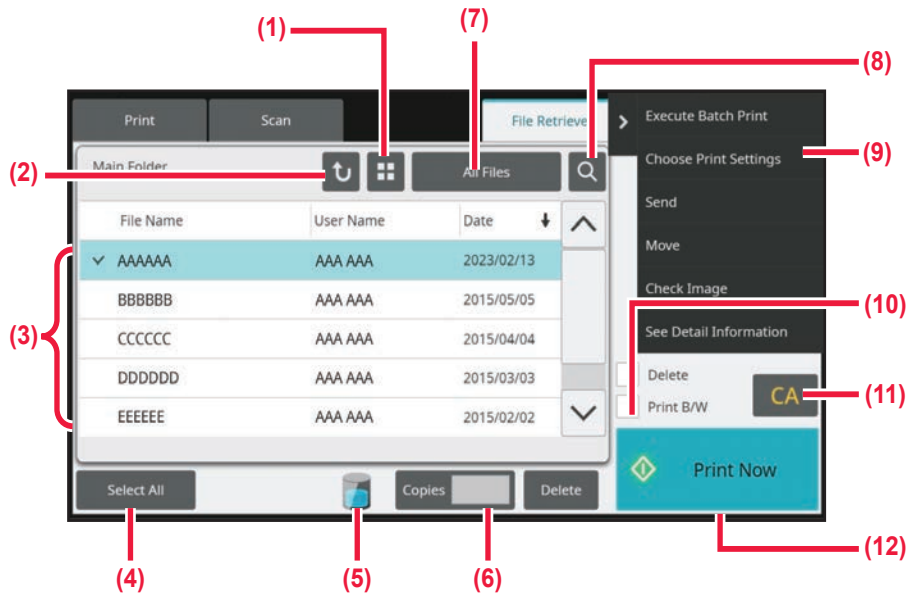 (1)
(7)
(8)
Print
Scan
File Retrieve
Execute Batch Print
(2)
Main Folder
All Files
Choose Print Settings
(9)
File Name
User Name
Date
Send
(3)
AAAAAA
AAA AAA
2023/02/13
Move
BBBBBB
AAA AAA
2015/05/05
Check Image
(10)
CCCCCC
AAA AAA
2015/04/04
See Detail Information
DDDDDD
AAA AAA
2015/03/03
Delete
CA
(11)
EEEEEE
AAA AAA
2015/02/02
Print B/W
Print Now
Select All
Copies
Delete
(12)
(4)
(5)
(6)